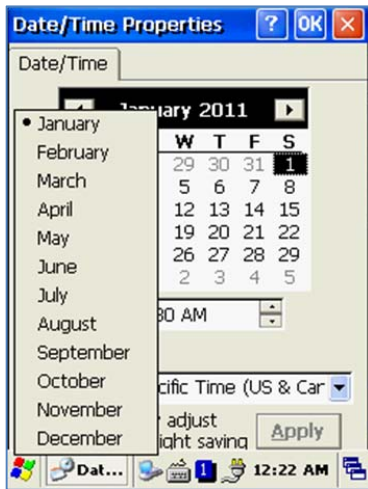 Date/Time Properties ? OK ×
Date/Time
January 2011
• January
February
March
April
May
June
July
August
September
October
November
December
W T F S
29 30 31 1
5 6 7 8
12 13 14 15
19 20 21 22
26 27 28 29
2 3 4 5
30 AM
cific Time (US & Car
adjust
ight saving
Apply
Dat... 1 12:22 AM